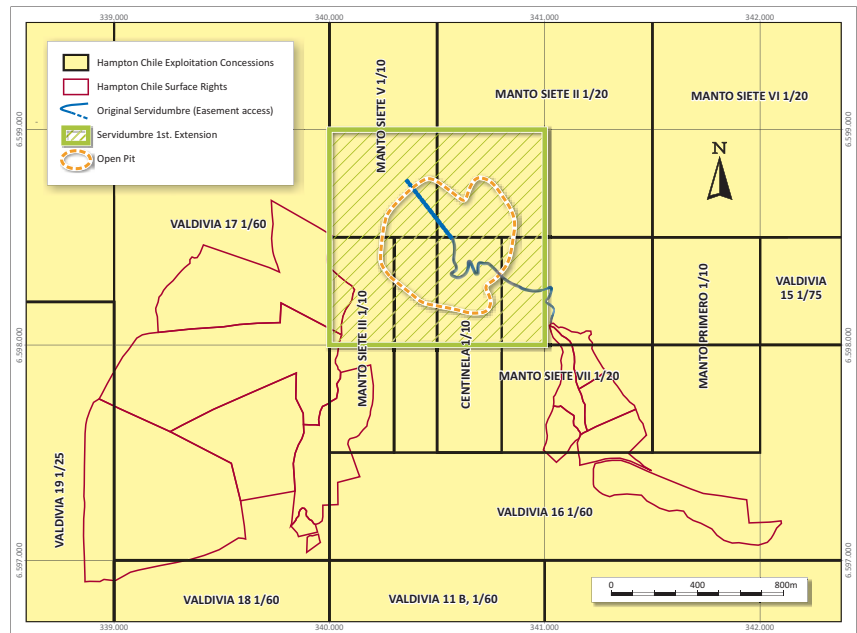 339.000 340.000 341.000 342.000
Hampton Chile Exploitation Concessions
Hampton Chile Surface Rights
Original Servidumbre (Easement access)
Servidumbre 1st. Extension
Open Pit
MANTO SIETE V 1/10
MANTO SIETE II 1/20
MANTO SIETE VI 1/20
6.599.000
6.599.000
N
VALDIVIA 17 1/60
VALDIVIA
15 1/75
MANTO PRIMERO 1/10
MANTO SIETE III 1/10
CENTINELA 1/10
6.598.000
6.598.000
MANTO SIETE VII 1/20
VALDIVIA 19 1/25
VALDIVIA 16 1/60
6.597.000
6.597.000
0 400 800m
VALDIVIA 18 1/60
VALDIVIA 11 B, 1/60
339.000 340.000 341.000 342.000